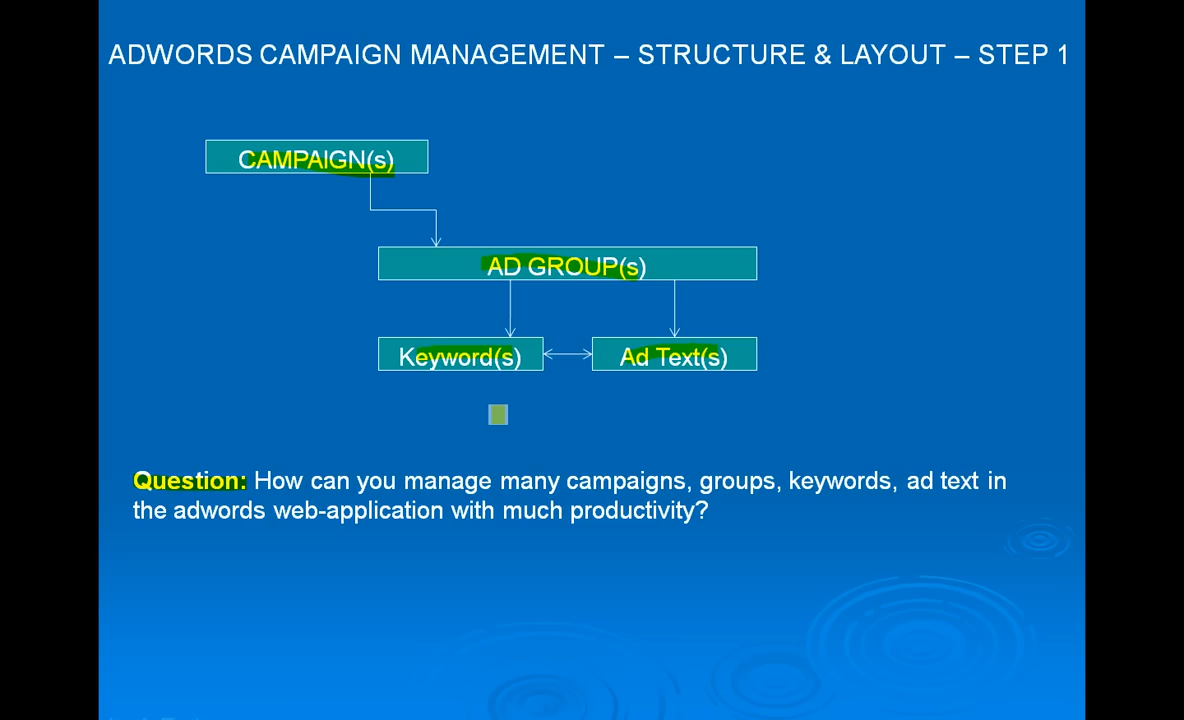 ADWORDS CAMPAIGN MANAGEMENT – STRUCTURE & LAYOUT – STEP 1
CAMPAIGN(s)
AD GROUP(s)
Keyword(s)
Ad Text(s)
Question: How can you manage many campaigns, groups, keywords, ad text in
the adwords web-application with much productivity?